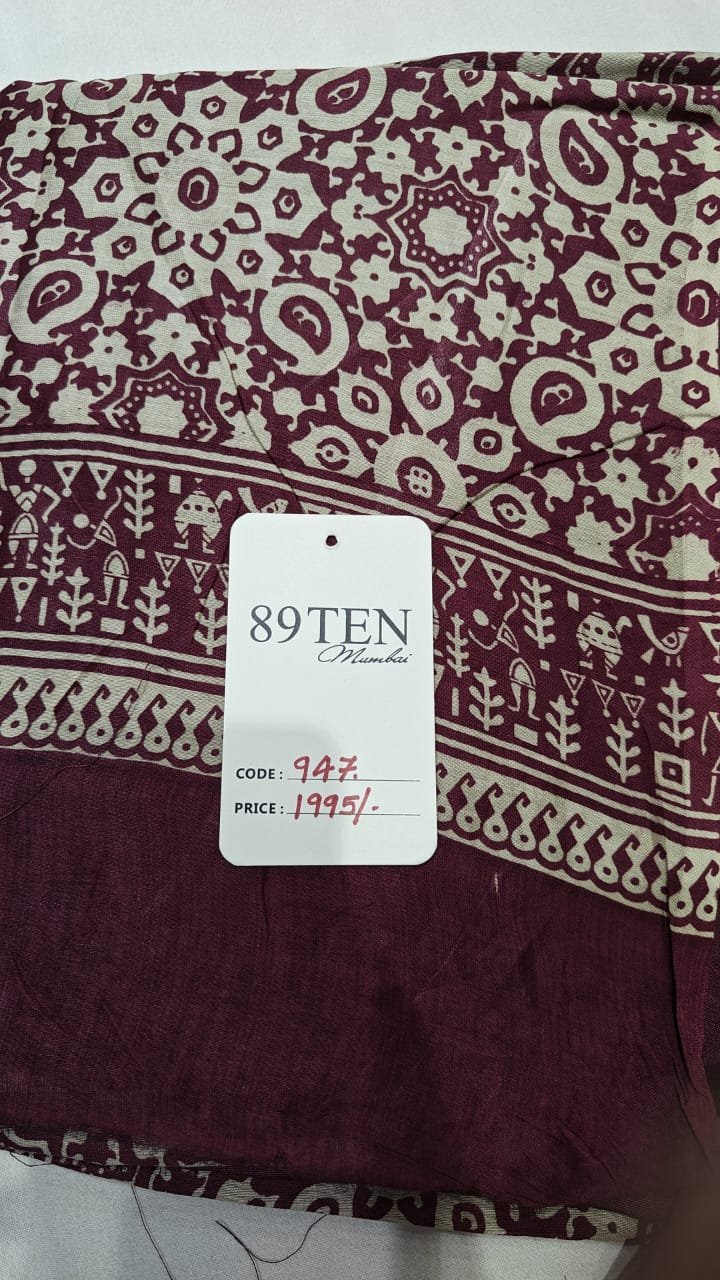 89TEN
Mumbai
CODE: 947.
PRICE: 1995/-